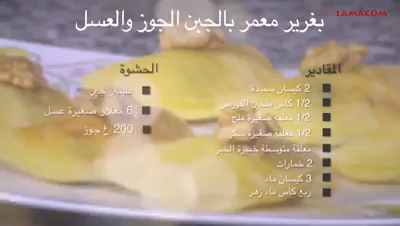 LAMACOM
بغرير معمر بالجبن الجوز والعسل
المقادير
2 كيسان سميدة
1/2 كاس طحين الفورس
1/2 معلقة صغيرة ملح
1/2 معلقة صغيرة سكر
معلقة متوسطة خميرة الخبز
2 خمارات
3 كيسان ماء
ربع كاس ماء زهر
الحشوة
6 معلاق صغيرة عسل
200 غ جوز